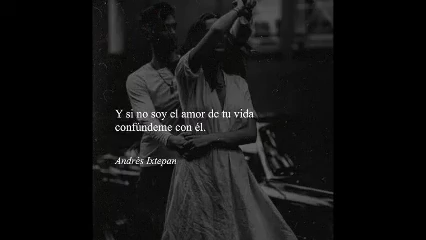 Y si no soy el amor de tu vida
confúndeme con él.
Andrés Ixtepan